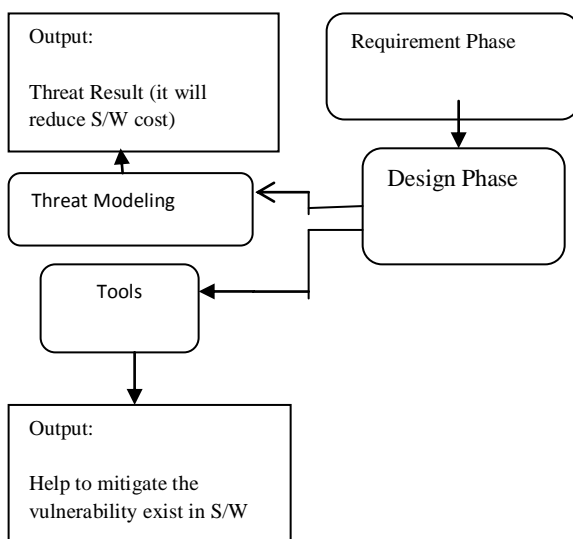 Output:
Threat Result (it will
reduce S/W cost)
Requirement Phase
Threat Modeling
Design Phase
Tools
Output:
Help to mitigate the
vulnerability exist in S/W